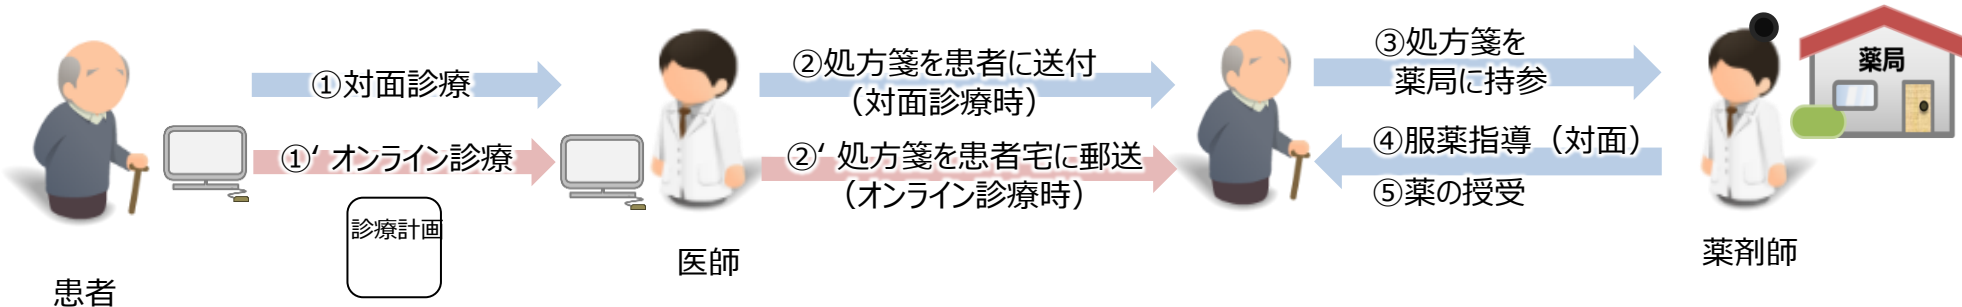 ①対面診療
①‘ オンライン診療
診療計画
患者
医師
②処方箋を患者に送付
（対面診療時）
②‘ 処方箋を患者宅に郵送
（オンライン診療時）
③処方箋を
薬局に持参
④服薬指導（対面）
⑤薬の授受
薬局
薬剤師